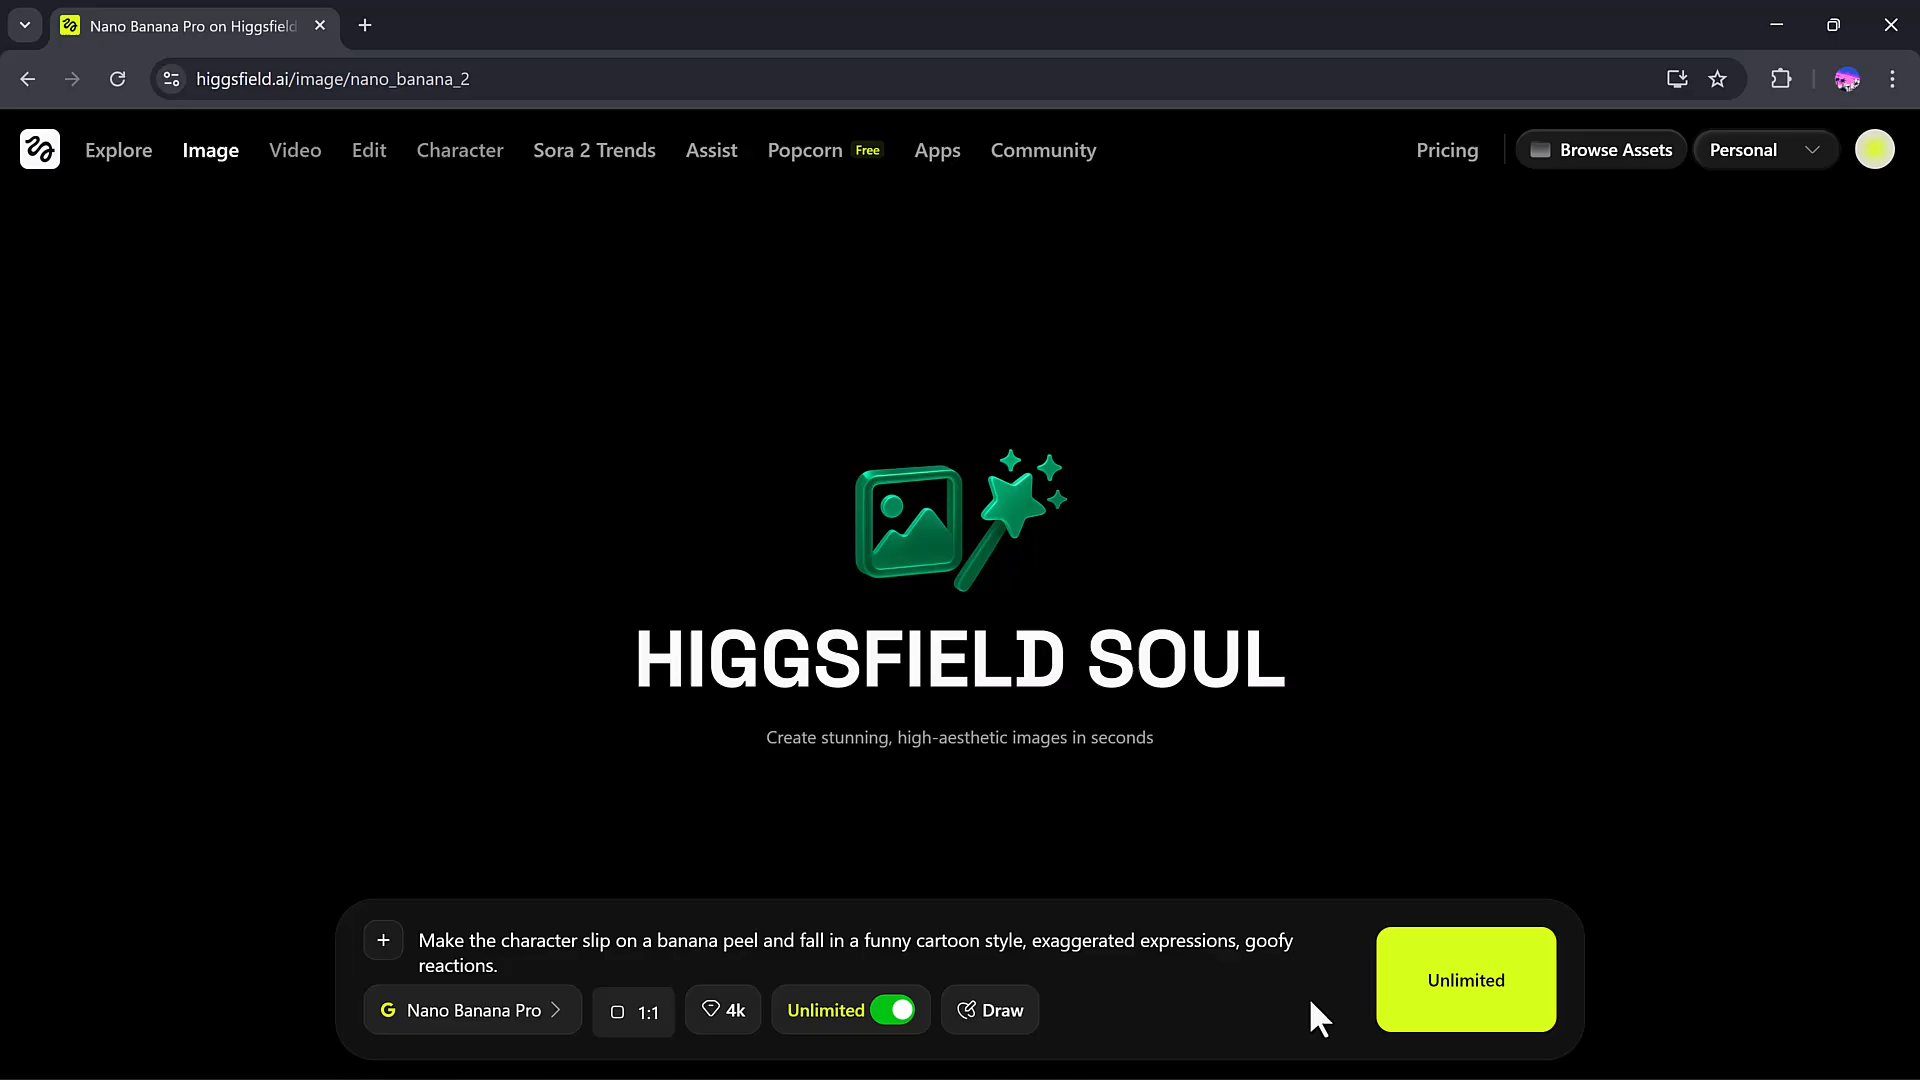 Nano Banana Pro on Higgsfield
higgsfield.ai/image/nano_banana_2
Explore Image Video Edit Character Sora 2 Trends Assist Popcorn Free Apps Community Pricing Browse Assets Personal
HIGGSFIELD SOUL
Create stunning, high-aesthetic images in seconds
Make the character slip on a banana peel and fall in a funny cartoon style, exaggerated expressions, goofy
reactions.
Unlimited
G Nano Banana Pro 1:1 4k Unlimited Draw